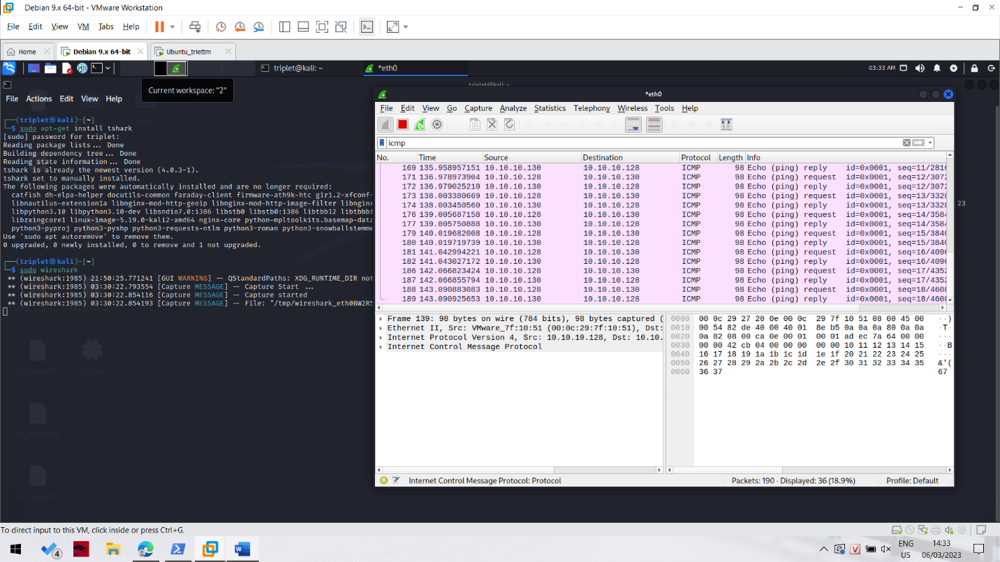 Debian 9.x 64-bit - VMware Workstation
File Edit View VM Tabs Help
Home Debian 9.x 64-bit Ubuntu_triettm
triplet@kali: ~ *eth0 03:33 AM
Current workspace: "2"
triplet@kali: ~
File Actions Edit View Help
(triplet㉿kali)-[~]
$ sudo apt-get install tshark
[sudo] password for triplet:
Reading package lists... Done
Building dependency tree... Done
Reading state information... Done
tshark is already the newest version (4.0.3-1).
tshark set to manually installed.
The following packages were automatically installed and are no longer required:
catfish dh-elpa-helper docutils-common faraday-client firmware-ath9k-htc gir1.2-xfconf-
libnautilus-extension1a libnginx-mod-http-geoip libnginx-mod-http-image-filter libnginx
libpython3.10 libpython3.10-dev libsndio7.0:i386 libstb0 libstb0:i386 libtbb12 libtbbbi
libzxingcore1 linux-image-5.19.0-kali2-amd64 nginx-core python-mpltoolkits.basemap-data
python3-pyproj python3-pyshp python3-requests-ntlm python3-roman python3-snowballstemme
Use 'sudo apt autoremove' to remove them.
0 upgraded, 0 newly installed, 0 to remove and 1 not upgraded.
(triplet㉿kali)-[~]
$ sudo wireshark
** (wireshark:1985) 21:50:25.771241 [GUI WARNING] -- QStandardPaths: XDG_RUNTIME_DIR not
** (wireshark:1985) 03:30:22.793554 [Capture MESSAGE] -- Capture Start ...
** (wireshark:1985) 03:30:22.854116 [Capture MESSAGE] -- Capture started
** (wireshark:1985) 03:30:22.854193 [Capture MESSAGE] -- File: "/tmp/wireshark_eth0BW2R5
*eth0
File Edit View Go Capture Analyze Statistics Telephony Wireless Tools Help
icmp
No. Time Source Destination Protocol Length Info
169 135.958957151 10.10.10.130 10.10.10.128 ICMP 98 Echo (ping) reply id=0x0001, seq=11/2816
171 136.978973904 10.10.10.128 10.10.10.130 ICMP 98 Echo (ping) request id=0x0001, seq=12/3072
172 136.979025210 10.10.10.130 10.10.10.128 ICMP 98 Echo (ping) reply id=0x0001, seq=12/3072
173 138.003380669 10.10.10.128 10.10.10.130 ICMP 98 Echo (ping) request id=0x0001, seq=13/3328
174 138.003450560 10.10.10.130 10.10.10.128 ICMP 98 Echo (ping) reply id=0x0001, seq=13/3328
176 139.005687158 10.10.10.128 10.10.10.130 ICMP 98 Echo (ping) request id=0x0001, seq=14/3584
177 139.005750888 10.10.10.130 10.10.10.128 ICMP 98 Echo (ping) reply id=0x0001, seq=14/3584
179 140.019682008 10.10.10.128 10.10.10.130 ICMP 98 Echo (ping) request id=0x0001, seq=15/3840
180 140.019719739 10.10.10.130 10.10.10.128 ICMP 98 Echo (ping) reply id=0x0001, seq=15/3840
181 141.042994221 10.10.10.128 10.10.10.130 ICMP 98 Echo (ping) request id=0x0001, seq=16/4096
182 141.043027172 10.10.10.130 10.10.10.128 ICMP 98 Echo (ping) reply id=0x0001, seq=16/4096
186 142.066823424 10.10.10.128 10.10.10.130 ICMP 98 Echo (ping) request id=0x0001, seq=17/4352
187 142.066855794 10.10.10.130 10.10.10.128 ICMP 98 Echo (ping) reply id=0x0001, seq=17/4352
188 143.090883083 10.10.10.128 10.10.10.130 ICMP 98 Echo (ping) request id=0x0001, seq=18/4608
189 143.090925653 10.10.10.130 10.10.10.128 ICMP 98 Echo (ping) reply id=0x0001, seq=18/4608
23
Frame 139: 98 bytes on wire (784 bits), 98 bytes captured (
Ethernet II, Src: VMware_7f:10:51 (00:0c:29:7f:10:51), Dst:
Internet Protocol Version 4, Src: 10.10.10.128, Dst: 10.10.
Internet Control Message Protocol
0000 00 0c 29 27 20 0e 00 0c 29 7f 10 51 08 00 45 00 ··)
0010 00 54 82 de 40 00 40 01 8e b5 0a 0a 0a 80 0a 0a ·T·
0020 0a 82 08 00 ca 0e 00 01 00 01 ad ec 7a 64 00 00 ···
0030 00 00 42 cb 04 00 00 00 00 00 10 11 12 13 14 15 ··B
0040 16 17 18 19 1a 1b 1c 1d 1e 1f 20 21 22 23 24 25 ···
0050 26 27 28 29 2a 2b 2c 2d 2e 2f 30 31 32 33 34 35 &'(
0060 36 37 67
Internet Control Message Protocol: Protocol Packets: 190 · Displayed: 36 (18.9%) Profile: Default
To direct input to this VM, click inside or press Ctrl+G.
4
ENG
US
14:33
06/03/2023